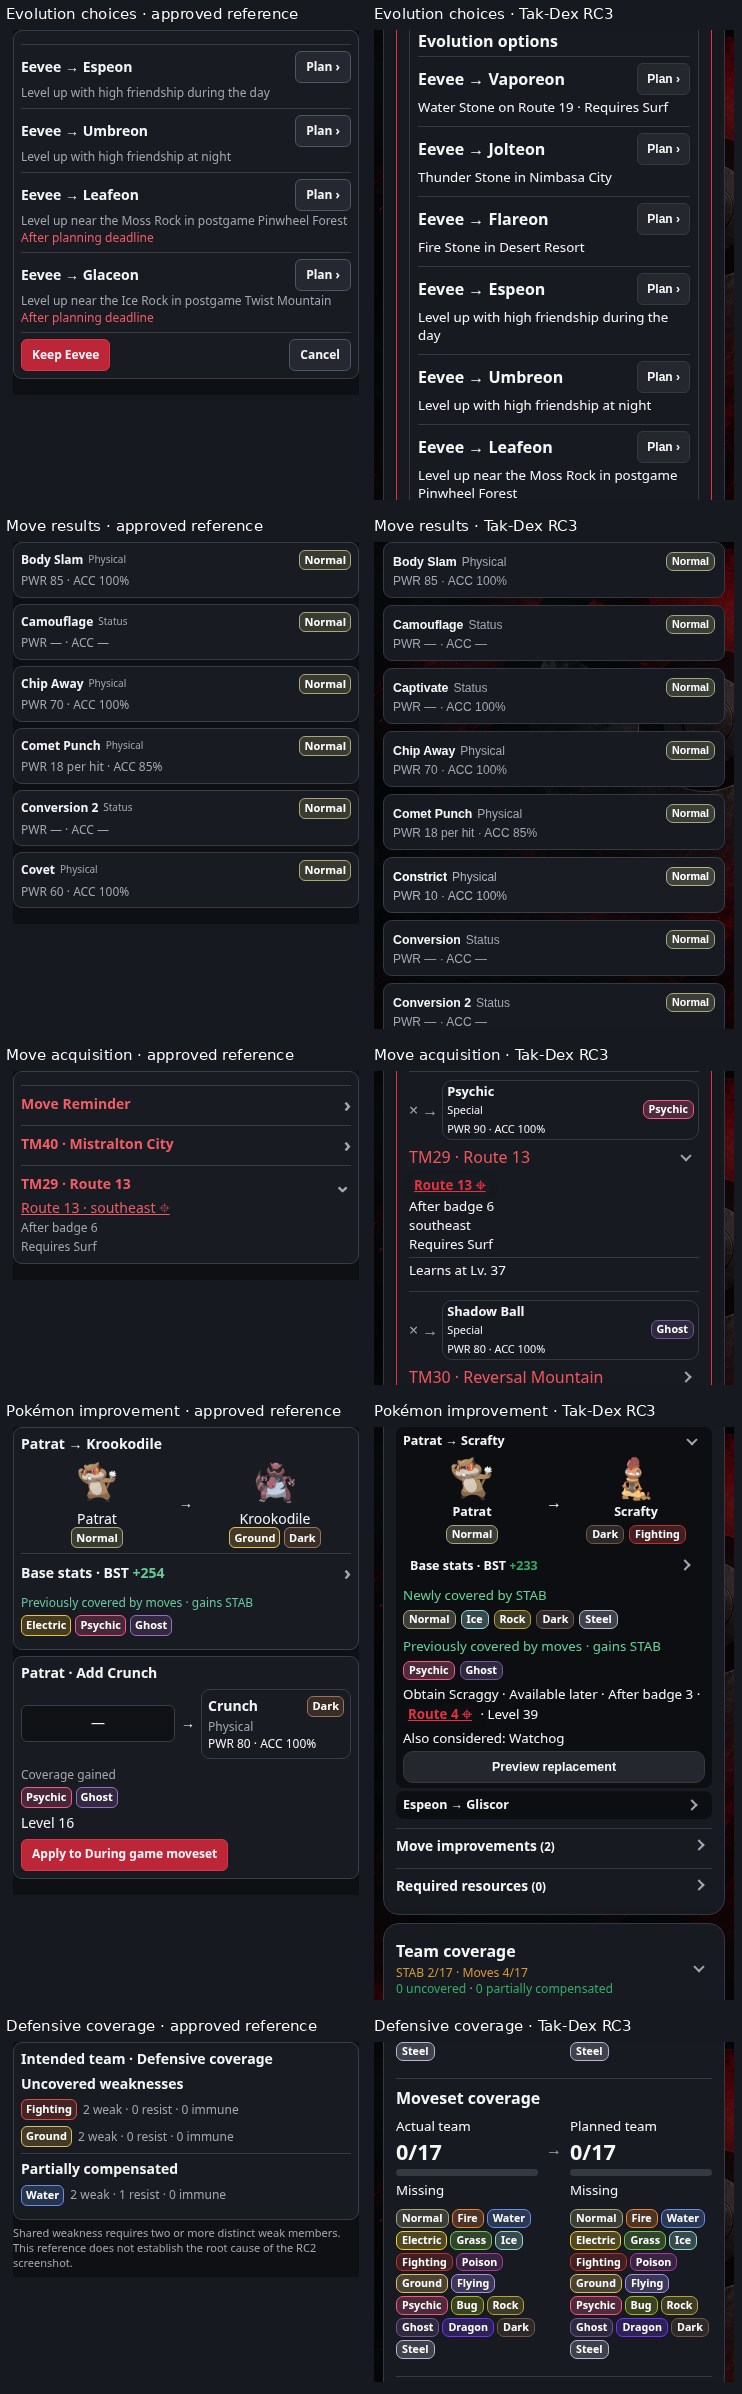 Evolution choices · approved reference
Eevee → Espeon
Plan ›
Level up with high friendship during the day
Eevee → Umbreon
Plan ›
Level up with high friendship at night
Eevee → Leafeon
Plan ›
Level up near the Moss Rock in postgame Pinwheel Forest
After planning deadline
Eevee → Glaceon
Plan ›
Level up near the Ice Rock in postgame Twist Mountain
After planning deadline
Keep Eevee
Cancel
Evolution choices · Tak-Dex RC3
Evolution options
Eevee → Vaporeon
Plan ›
Water Stone on Route 19 · Requires Surf
Eevee → Jolteon
Plan ›
Thunder Stone in Nimbasa City
Eevee → Flareon
Plan ›
Fire Stone in Desert Resort
Eevee → Espeon
Plan ›
Level up with high friendship during the
day
Eevee → Umbreon
Plan ›
Level up with high friendship at night
Eevee → Leafeon
Plan ›
Level up near the Moss Rock in postgame
Pinwheel Forest
Move results · approved reference
Body Slam Physical
Normal
PWR 85 · ACC 100%
Camouflage Status
Normal
PWR — · ACC —
Chip Away Physical
Normal
PWR 70 · ACC 100%
Comet Punch Physical
Normal
PWR 18 per hit · ACC 85%
Conversion 2 Status
Normal
PWR — · ACC —
Covet Physical
Normal
PWR 60 · ACC 100%
Move results · Tak-Dex RC3
Body Slam Physical
Normal
PWR 85 · ACC 100%
Camouflage Status
Normal
PWR — · ACC —
Captivate Status
Normal
PWR — · ACC 100%
Chip Away Physical
Normal
PWR 70 · ACC 100%
Comet Punch Physical
Normal
PWR 18 per hit · ACC 85%
Constrict Physical
Normal
PWR 10 · ACC 100%
Conversion Status
Normal
PWR — · ACC —
Conversion 2 Status
Normal
PWR — · ACC —
Move acquisition · approved reference
Move Reminder ›
TM40 · Mistralton City ›
TM29 · Route 13
Route 13 · southeast ⌖
After badge 6
Requires Surf
Move acquisition · Tak-Dex RC3
× →
Psychic
Special
PWR 90 · ACC 100%
Psychic
TM29 · Route 13
Route 13 ⌖
After badge 6
southeast
Requires Surf
Learns at Lv. 37
× →
Shadow Ball
Special
PWR 80 · ACC 100%
Ghost
TM30 · Reversal Mountain
Pokémon improvement · approved reference
Patrat → Krookodile
→
Patrat
Krookodile
Normal
Ground Dark
Base stats · BST +254 ›
Previously covered by moves · gains STAB
Electric Psychic Ghost
Patrat · Add Crunch
— →
Crunch
Dark
Physical
PWR 80 · ACC 100%
Coverage gained
Psychic Ghost
Level 16
Apply to During game moveset
Pokémon improvement · Tak-Dex RC3
Patrat → Scrafty
→
Patrat
Scrafty
Normal
Dark Fighting
Base stats · BST +233
Newly covered by STAB
Normal Ice Rock Dark Steel
Previously covered by moves · gains STAB
Psychic Ghost
Obtain Scraggy · Available later · After badge 3 ·
Route 4 ⌖ · Level 39
Also considered: Watchog
Preview replacement
Espeon → Gliscor
Move improvements (2)
Required resources (0)
Team coverage
STAB 2/17 · Moves 4/17
0 uncovered · 0 partially compensated
Defensive coverage · approved reference
Intended team · Defensive coverage
Uncovered weaknesses
Fighting 2 weak · 0 resist · 0 immune
Ground 2 weak · 0 resist · 0 immune
Partially compensated
Water 2 weak · 1 resist · 0 immune
Shared weakness requires two or more distinct weak members.
This reference does not establish the root cause of the RC2
screenshot.
Defensive coverage · Tak-Dex RC3
Steel
Steel
Moveset coverage
Actual team
0/17
Missing
Normal Fire Water
Electric Grass Ice
Fighting Poison
Ground Flying
Psychic Bug Rock
Ghost Dragon Dark
Steel
→
Planned team
0/17
Missing
Normal Fire Water
Electric Grass Ice
Fighting Poison
Ground Flying
Psychic Bug Rock
Ghost Dragon Dark
Steel